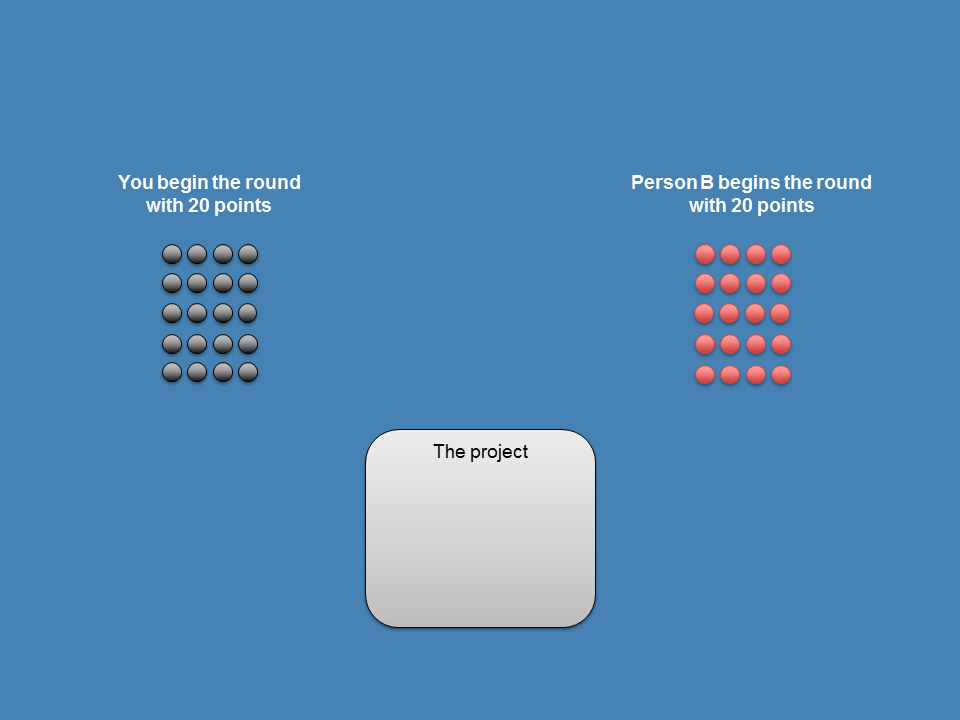 You begin the round
with 20 points
Person B begins the round
with 20 points
The project